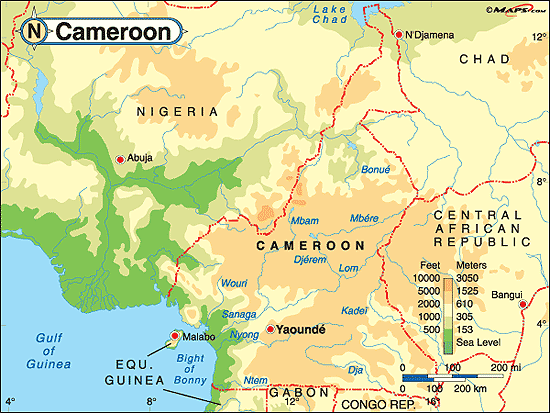 N Cameroon
Lake
Chad
©MAPS.COM
N'Djamena
12°
CHAD
NIGERIA
Abuja
Bonué
Mbam
Mbére
CAMEROON
Djérem
Lom
CENTRAL
AFRICAN
REPUBLIC
Feet
Meters
10000
3050
5000
1525
2000
610
1000
305
500
153
Sea Level
Bangui
Wouri
Sanaga
Kadeï
Nyong
Yaoundé
Gulf
of
Guinea
Malabo
EQU.
GUINEA
Bight
of
Bonny
Dja
Ntem
GABON
CONGO REP.
0
100
200 mi
0
100
200 km
4°
4°
8°
12°
16°